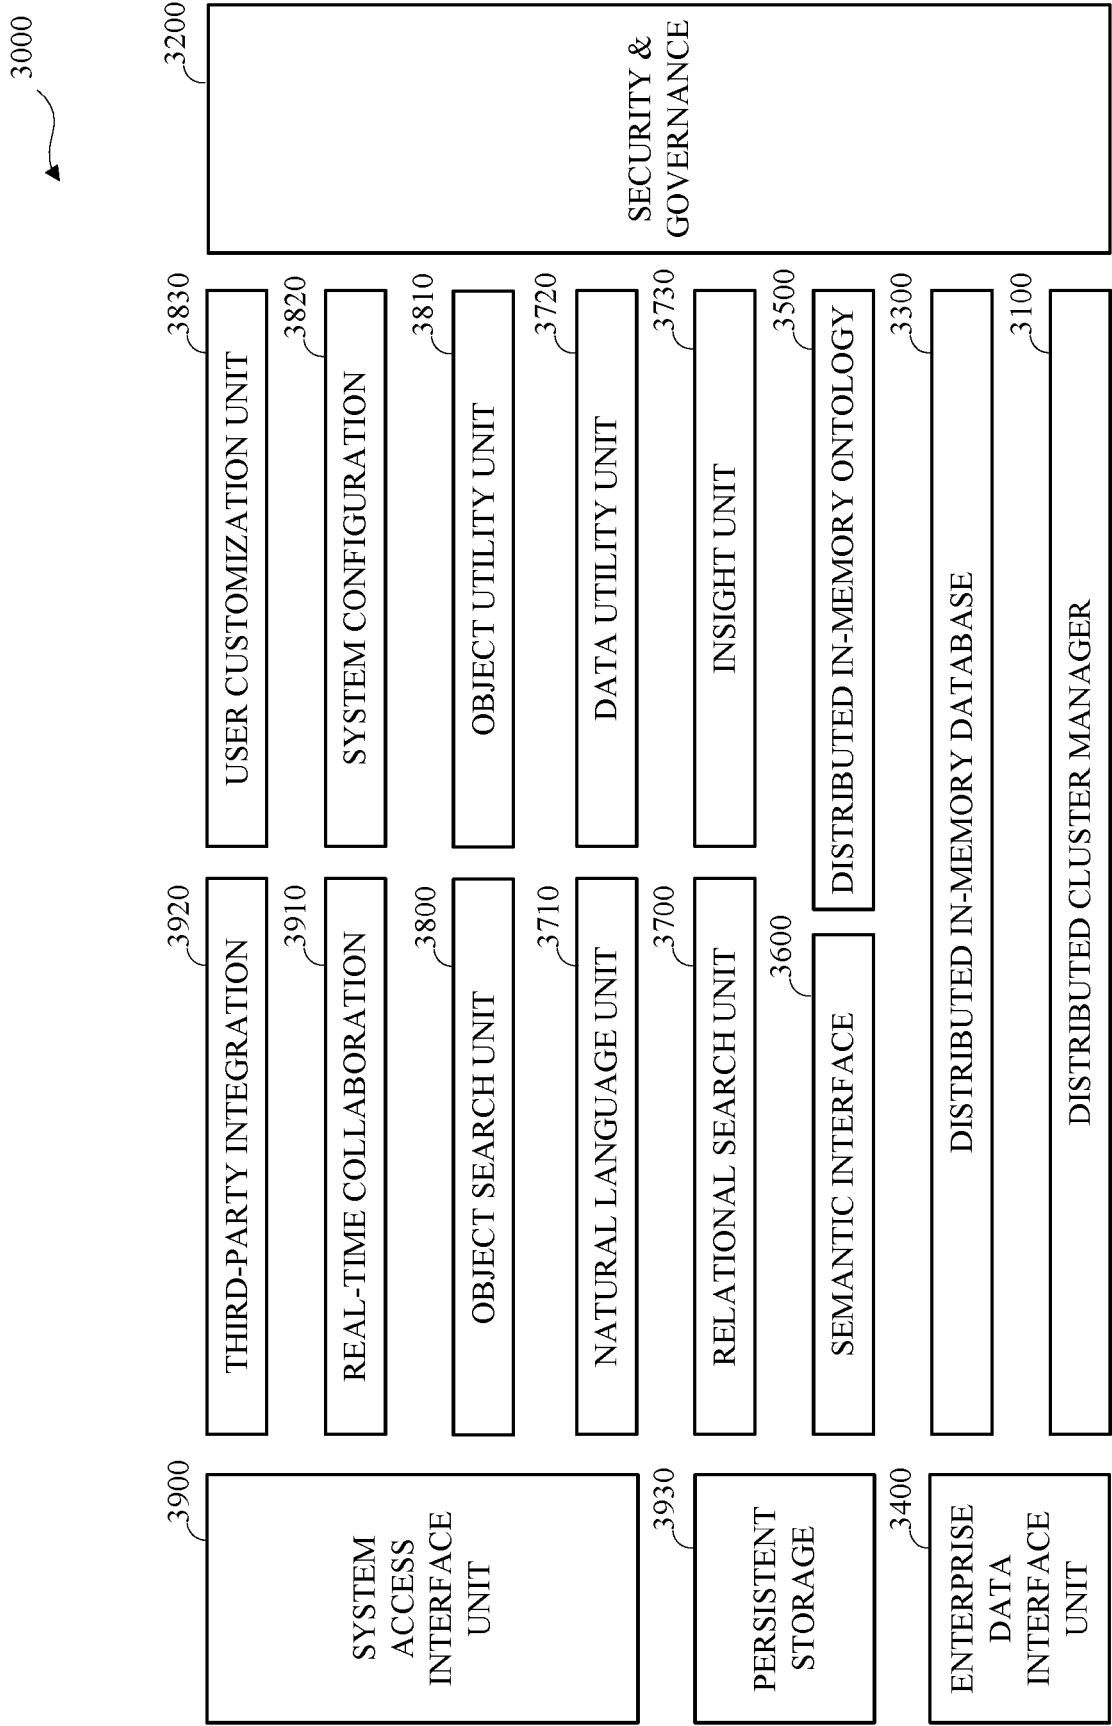 3000
3900
SYSTEM
ACCESS
INTERFACE
UNIT
3930
PERSISTENT
STORAGE
3400
ENTERPRISE
DATA
INTERFACE
UNIT
3920
THIRD-PARTY INTEGRATION
3830
USER CUSTOMIZATION UNIT
3910
REAL-TIME COLLABORATION
3820
SYSTEM CONFIGURATION
3800
OBJECT SEARCH UNIT
3810
OBJECT UTILITY UNIT
3710
NATURAL LANGUAGE UNIT
3720
DATA UTILITY UNIT
3700
RELATIONAL SEARCH UNIT
3730
INSIGHT UNIT
3600
SEMANTIC INTERFACE
3500
DISTRIBUTED IN-MEMORY ONTOLOGY
3300
DISTRIBUTED IN-MEMORY DATABASE
3100
DISTRIBUTED CLUSTER MANAGER
3200
SECURITY &
GOVERNANCE